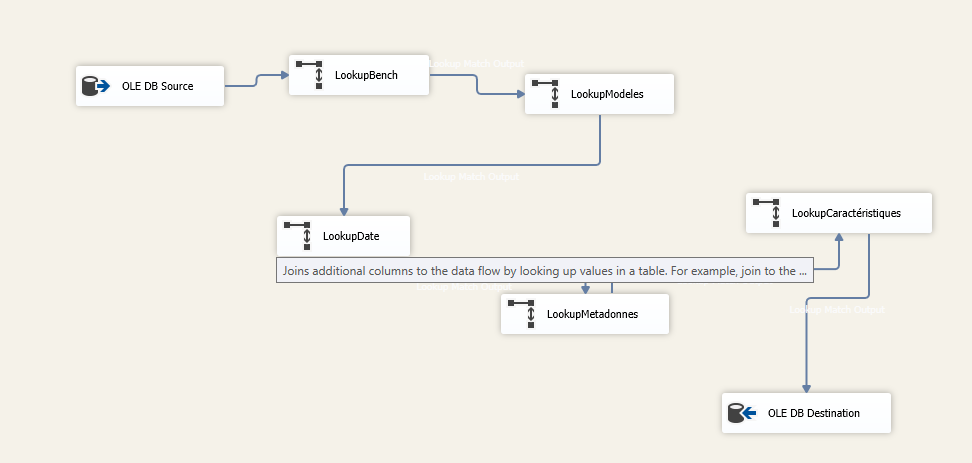 OLE DB Source
LookupBench
Lookup Match Output
LookupModeles
Lookup Match Output
LookupCaractéristiques
LookupDate
Joins additional columns to the data flow by looking up values in a table. For example, join to the ...
Lookup Match Output
LookupMetadonnes
Lookup Match Output
OLE DB Destination